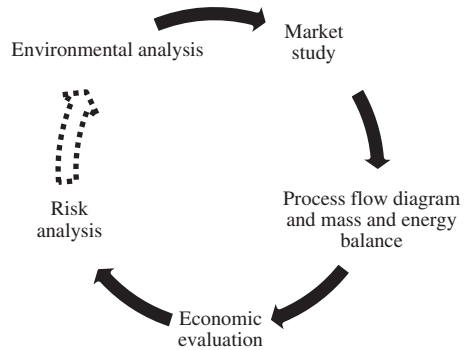 Environmental analysis
Market
study
Process flow diagram
and mass and energy
balance
Economic
evaluation
Risk
analysis